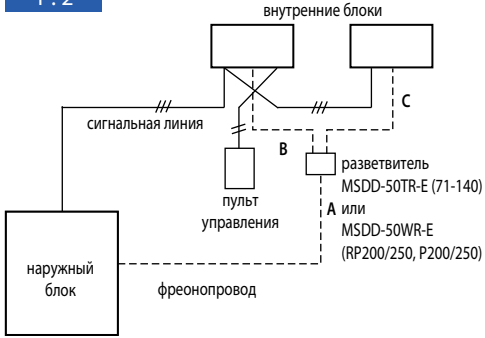 1 : 2
внутренние блоки
C
сигнальная линия
B
разветвитель
MSDD-50TR-E (71-140)
A или
MSDD-50WR-E
(RP200/250, P200/250)
пульт
управления
наружный
блок
фреонопровод